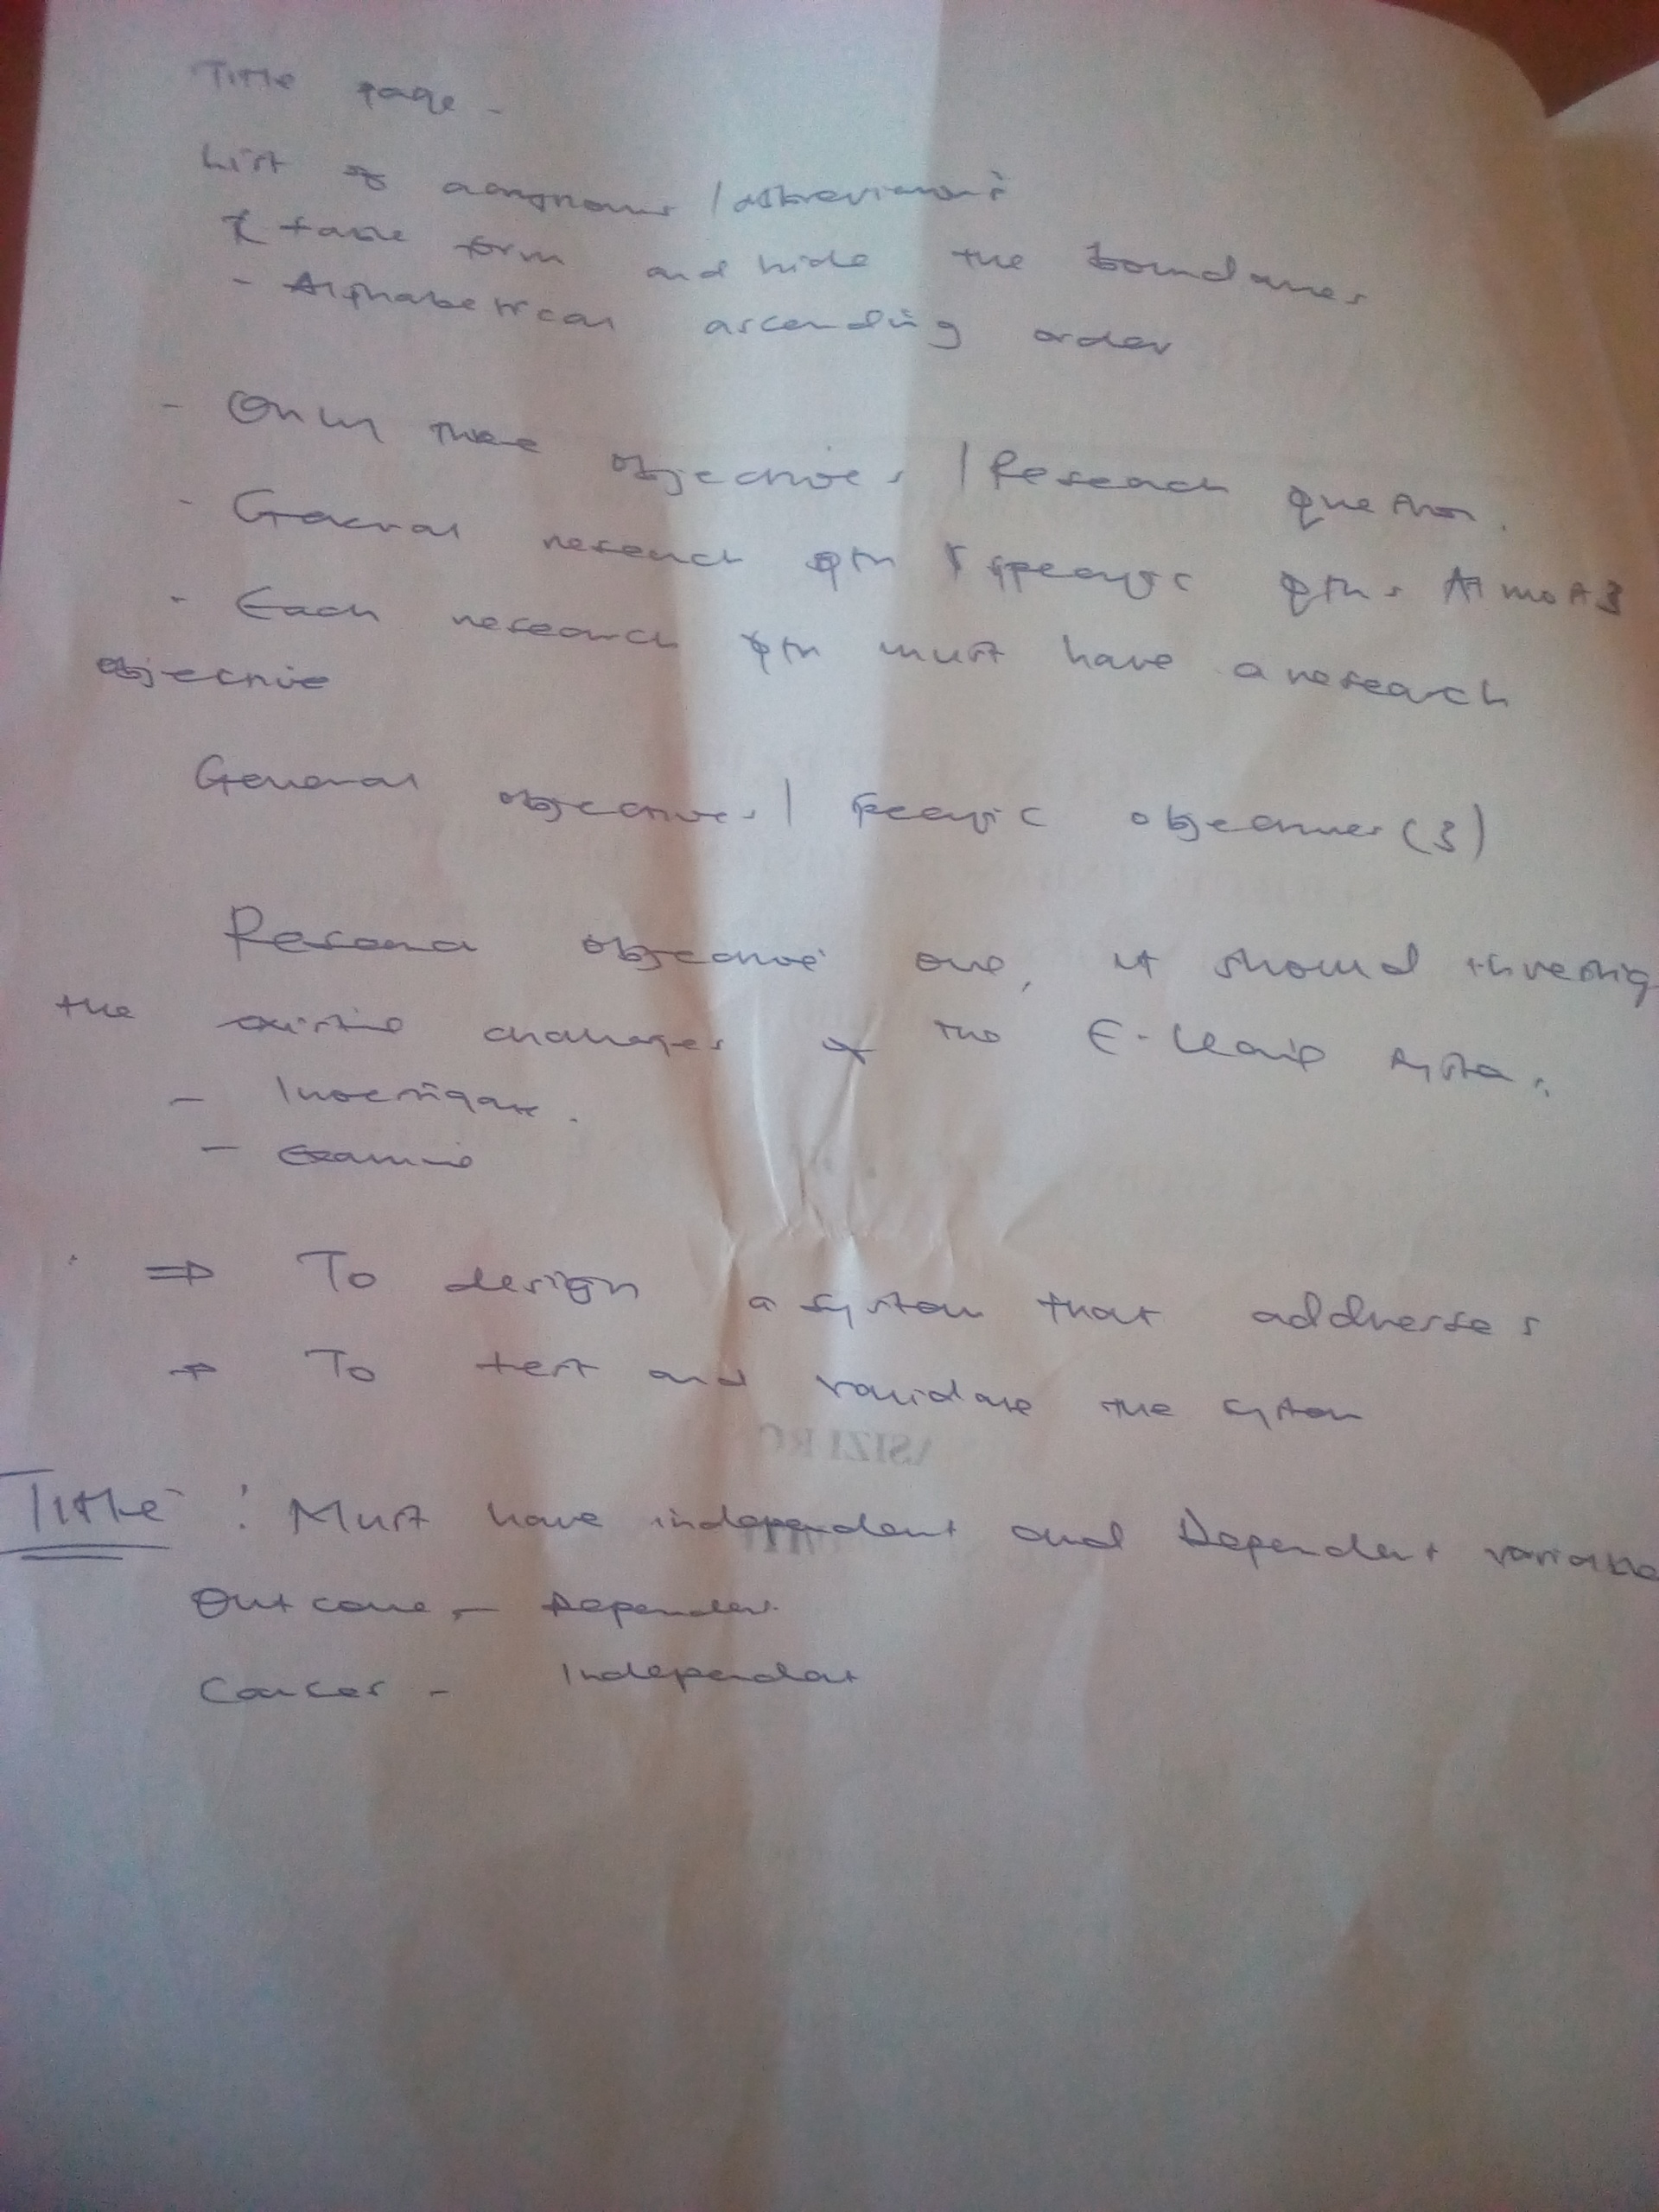 Title page -
List of acronyms / abbreviations
* table form and hide the boundaries
- Alphabetical ascending order
- Only three objectives / Research question.
- General research qtn & specific qtns Atmost 3
- Each research qtn must have a research
objective
General objectives / specific objectives (3)
Research objective one, it should investig
the existing challenges of the E-learning system.
- Investigate.
- Examine
⇒ To design a system that addresses
→ To test and validate the system
Title : Must have independent and Dependent variable
Outcome - Dependent
Causes - Independent